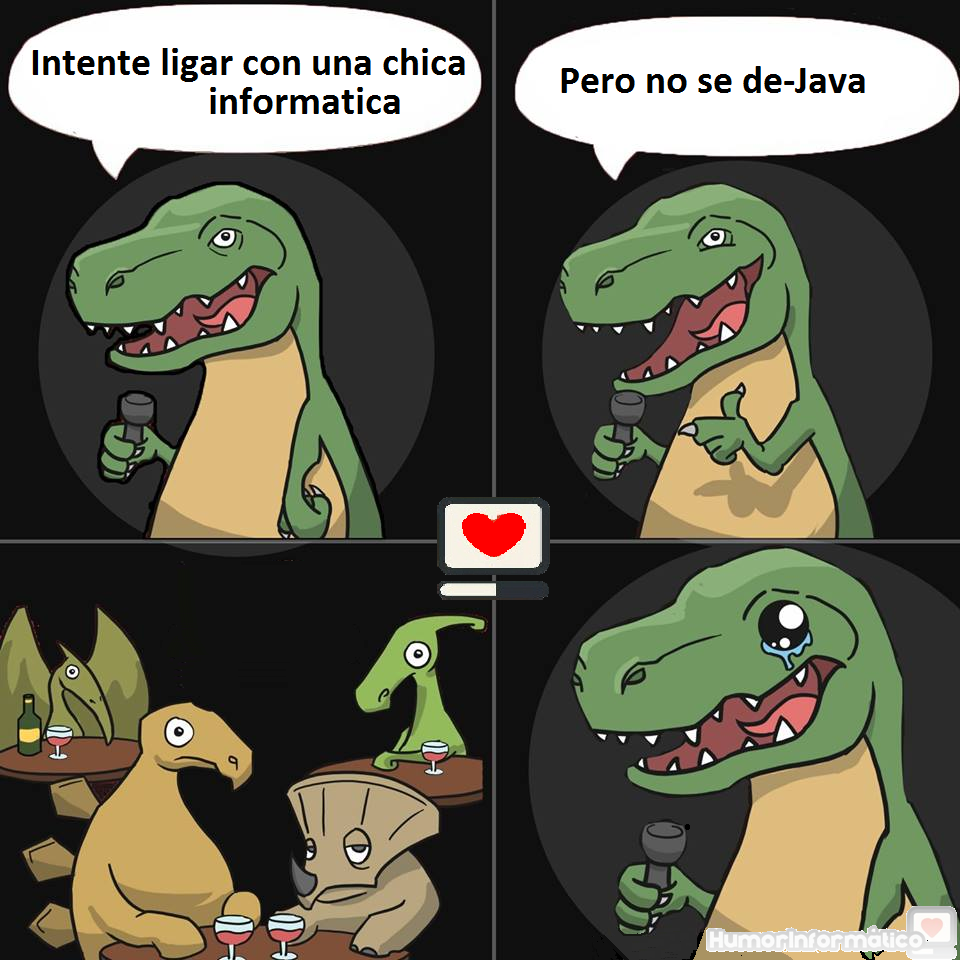 Intente ligar con una chica
informatica
Pero no se de-Java
HumorInformático